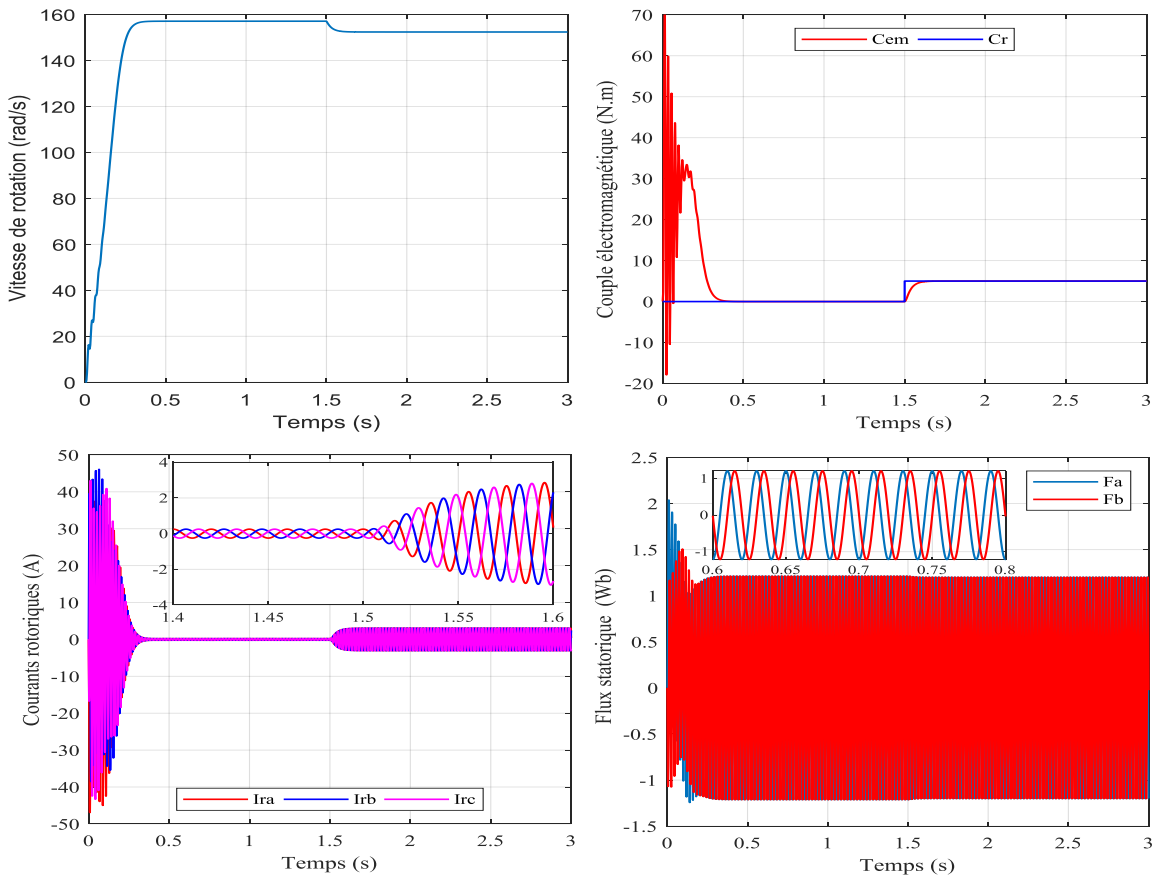 160
140
120
100
80
60
40
20
0
0 0.5 1 1.5 2 2.5 3
Vitesse de rotation (rad/s)
Temps (s)
Cem Cr
70
60
50
40
30
20
10
0
-10
-20
0 0.5 1 1.5 2 2.5 3
Couple électromagnétique (N.m)
Temps (s)
50
40
30
20
10
0
-10
-20
-30
-40
-50
0 0.5 1 1.5 2 2.5 3
Courants rotoriques (A)
Temps (s)
4
2
0
-2
-4
1.4 1.45 1.5 1.55 1.6
Ira Irb Irc
2.5
2
1.5
1
0.5
0
-0.5
-1
-1.5
0 0.5 1 1.5 2 2.5 3
Flux statorique (Wb)
Temps (s)
1
0
-1
0.6 0.65 0.7 0.75 0.8
Fa
Fb